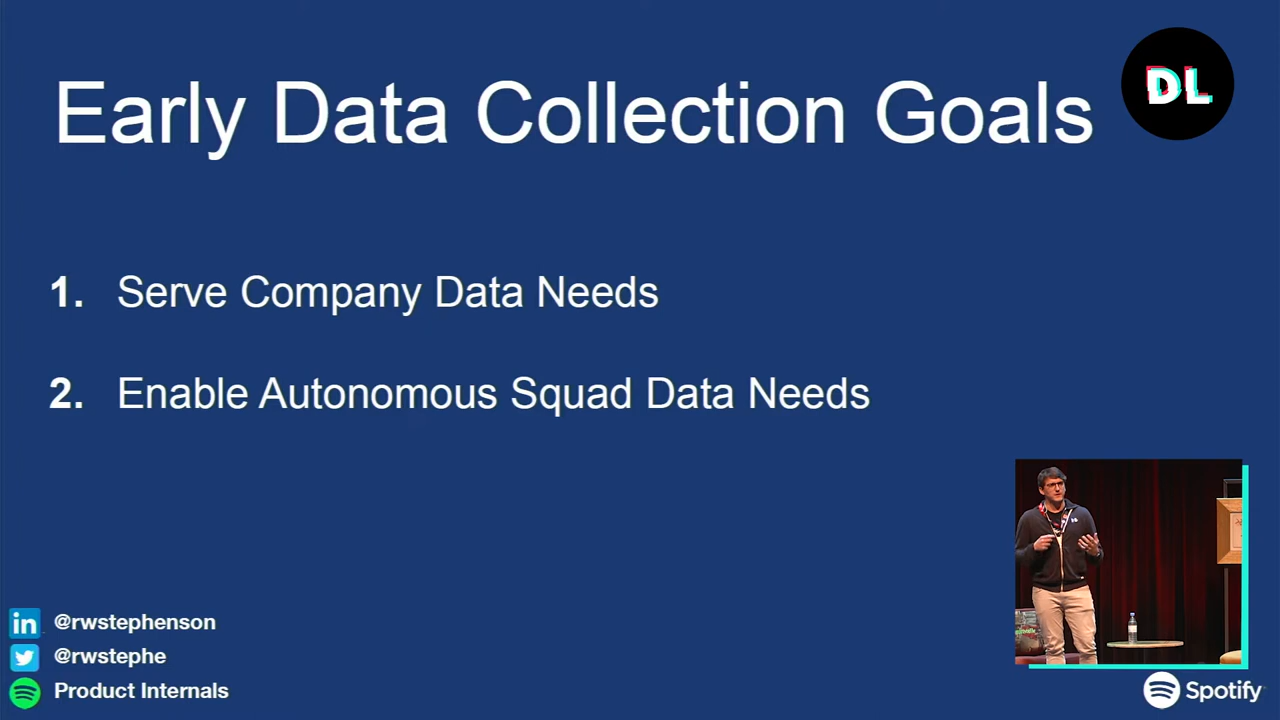 Early Data Collection Goals
DL
1. Serve Company Data Needs
2. Enable Autonomous Squad Data Needs
in @rwstephenson
@rwstephe
Product Internals
Spotify